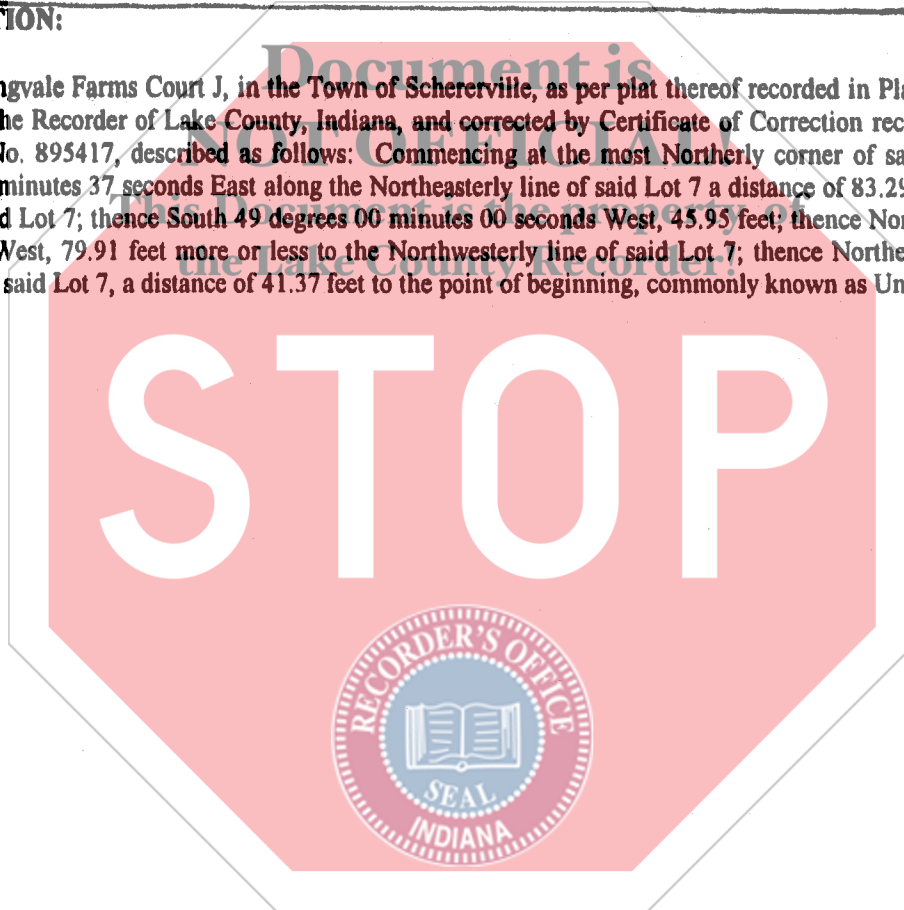 TION:
Document is
ngvale Farms Court J, in the Town of Schererville, as per plat thereof recorded in Pla
he Recorder of Lake County, Indiana, and corrected by Certificate of Correction rec
NOT OFFICIAL!
No. 895417, described as follows: Commencing at the most Northerly corner of sa
minutes 37 seconds East along the Northeasterly line of said Lot 7 a distance of 83.29
This Document is the property of
d Lot 7; thence South 49 degrees 00 minutes 00 seconds West, 45.95 feet; thence Nor
West, 79.91 feet more or less to the Northwesterly line of said Lot 7; thence Northe
the Lake County Recorder!
said Lot 7, a distance of 41.37 feet to the point of beginning, commonly known as Un
STOP
RECORDER'S OFFICE
SEAL
INDIANA